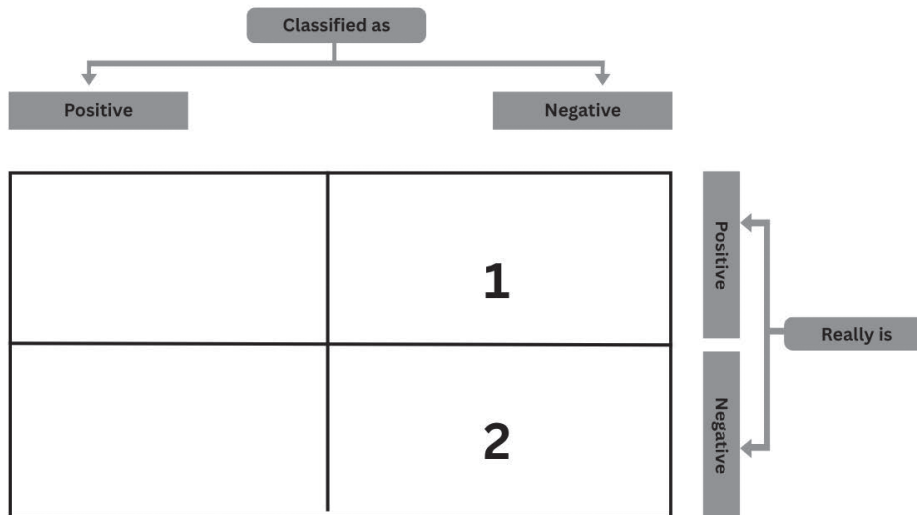 Classified as
Positive
Negative
1
Positive
Really is
2
Negative